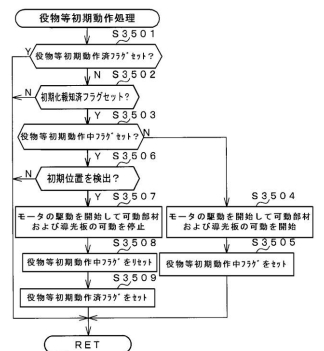 役物等初期動作処理
S3501
役物等初期動作済フラグセット?
Y
N
S3502
初期化報知済フラグセット?
N
Y
S3503
役物等初期動作中フラグセット?
N
Y
S3506
初期位置を検出?
N
Y
S3507
モータの駆動を開始して可動部材
および導光板の可動を停止
S3508
役物等初期動作中フラグをリセット
S3509
役物等初期動作済フラグをセット
S3504
モータの駆動を開始して可動部材
および導光板の可動を開始
S3505
役物等初期動作中フラグをセット
RET